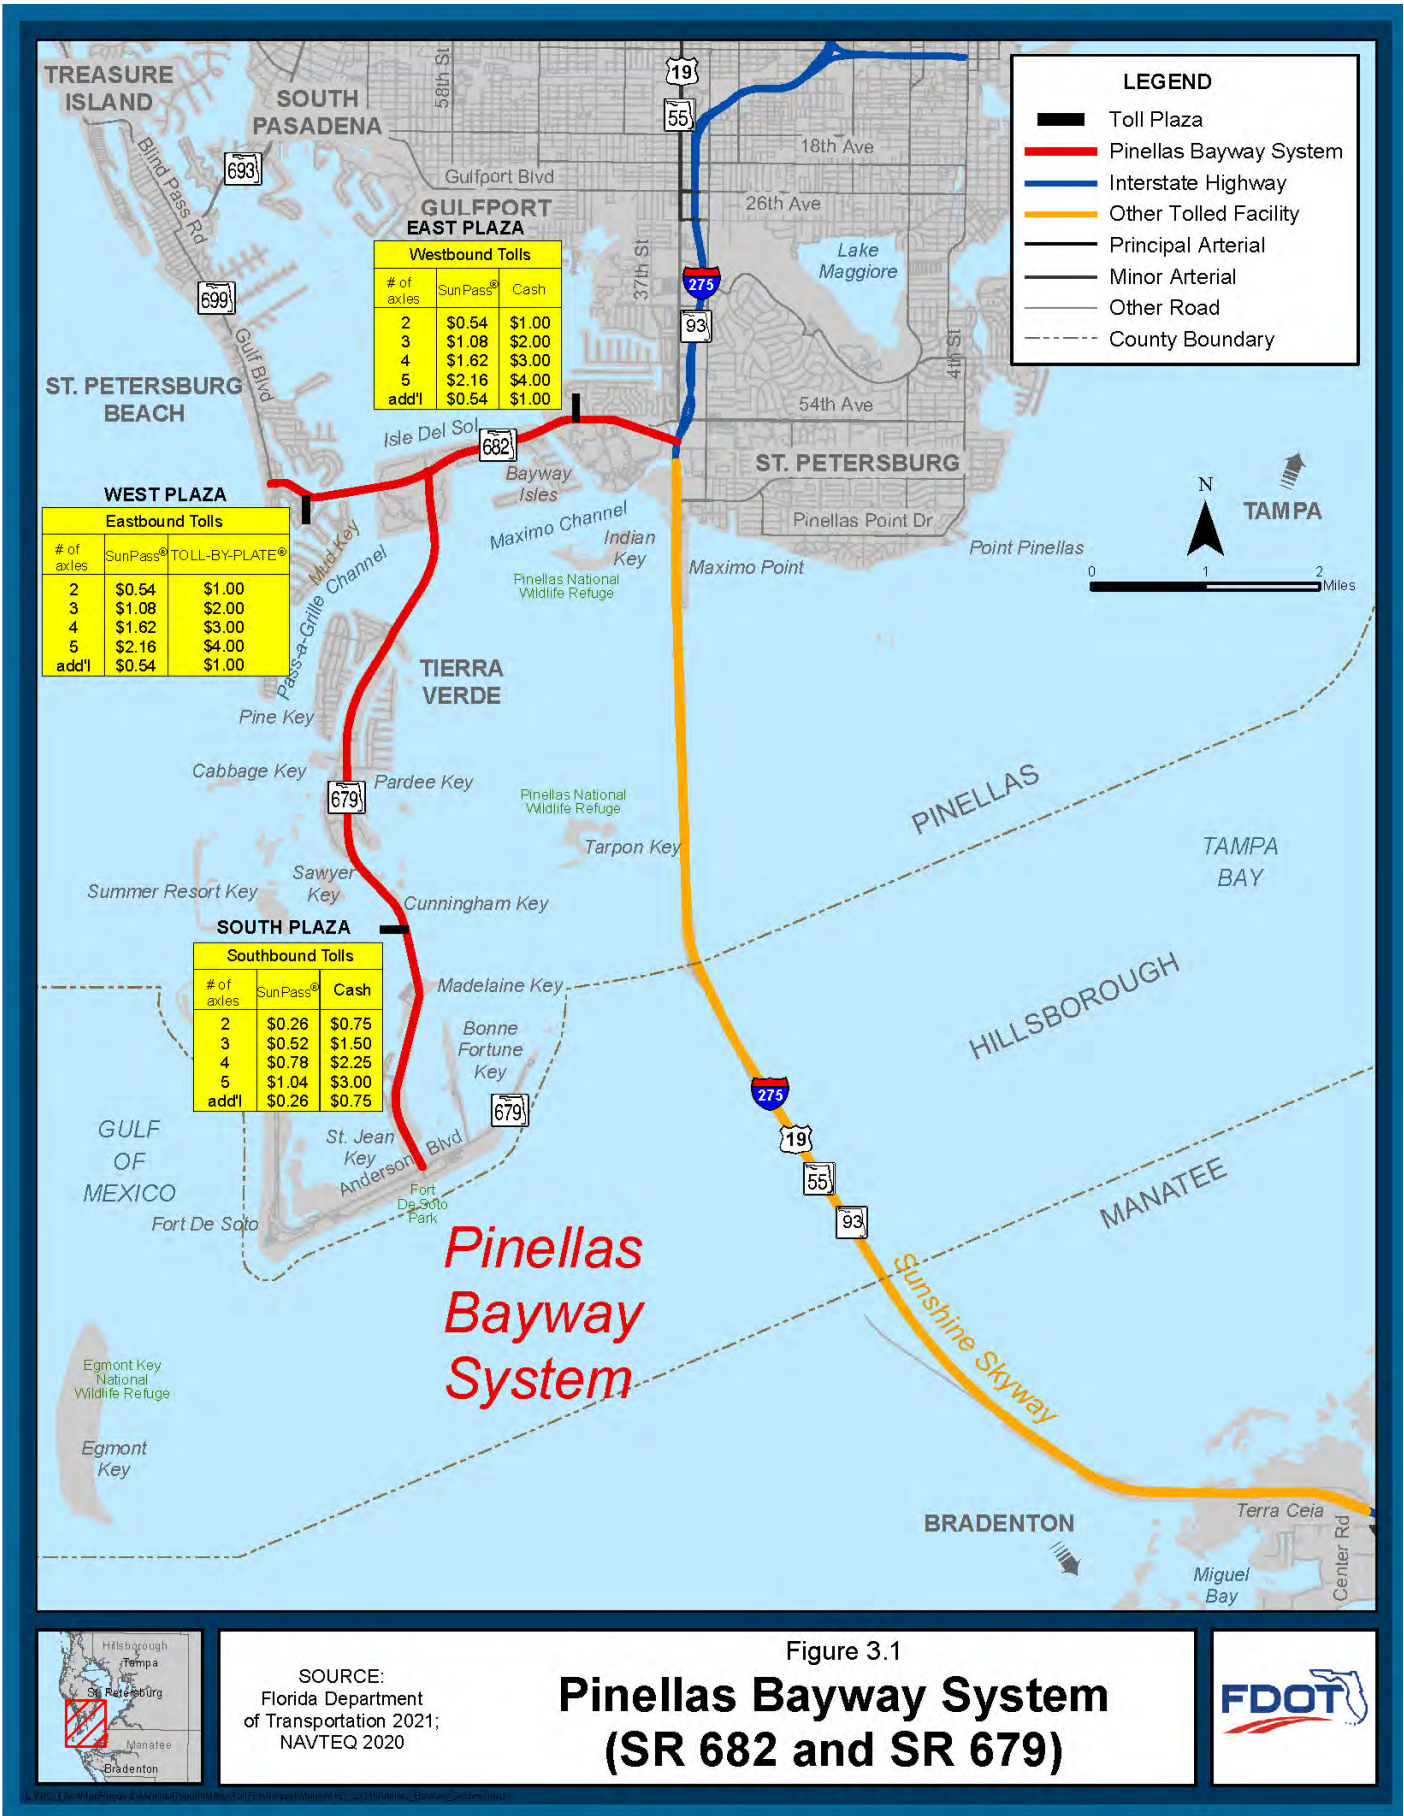 TREASURE
ISLAND
SOUTH
PASADENA
58th St
19
55
18th Ave
693
Blind Pass Rd
Gulfport Blvd
26th Ave
GULFPORT
Lake
Maggiore
37th St
275
93
699
Gulf Blvd
4th St
54th Ave
LEGEND
Toll Plaza
Pinellas Bayway System
Interstate Highway
Other Tolled Facility
Principal Arterial
Minor Arterial
Other Road
County Boundary
EAST PLAZA
Westbound Tolls
# of axles SunPass® Cash
2 $0.54 $1.00
3 $1.08 $2.00
4 $1.62 $3.00
5 $2.16 $4.00
add'l $0.54 $1.00
ST. PETERSBURG
BEACH
Isle Del Sol
682
Bayway
Isles
ST. PETERSBURG
N
TAMPA
0 1 2
Miles
WEST PLAZA
Eastbound Tolls
# of axles SunPass® TOLL-BY-PLATE®
2 $0.54 $1.00
3 $1.08 $2.00
4 $1.62 $3.00
5 $2.16 $4.00
add'l $0.54 $1.00
Mud Key
Pass-a-Grille Channel
Maximo Channel
Indian
Key
Pinellas Point Dr
Point Pinellas
Maximo Point
Pinellas National
Wildlife Refuge
TIERRA
VERDE
Pine Key
Cabbage Key
679
Pardee Key
Pinellas National
Wildlife Refuge
Tarpon Key
PINELLAS
TAMPA
BAY
Summer Resort Key
Sawyer
Key
Cunningham Key
SOUTH PLAZA
Southbound Tolls
# of axles SunPass® Cash
2 $0.26 $0.75
3 $0.52 $1.50
4 $0.78 $2.25
5 $1.04 $3.00
add'l $0.26 $0.75
Madelaine Key
Bonne
Fortune
Key
679
HILLSBOROUGH
275
19
55
93
GULF
OF
MEXICO
St. Jean
Key
Anderson Blvd
Fort
De Soto
Park
Fort De Soto
MANATEE
Pinellas
Bayway
System
Sunshine Skyway
Egmont Key
National
Wildlife Refuge
Egmont
Key
BRADENTON
Terra Ceia
Center Rd
Miguel
Bay
Hillsborough
Tampa
St. Petersburg
Manatee
Bradenton
SOURCE:
Florida Department
of Transportation 2021;
NAVTEQ 2020
Figure 3.1
Pinellas Bayway System
(SR 682 and SR 679)
FDOT